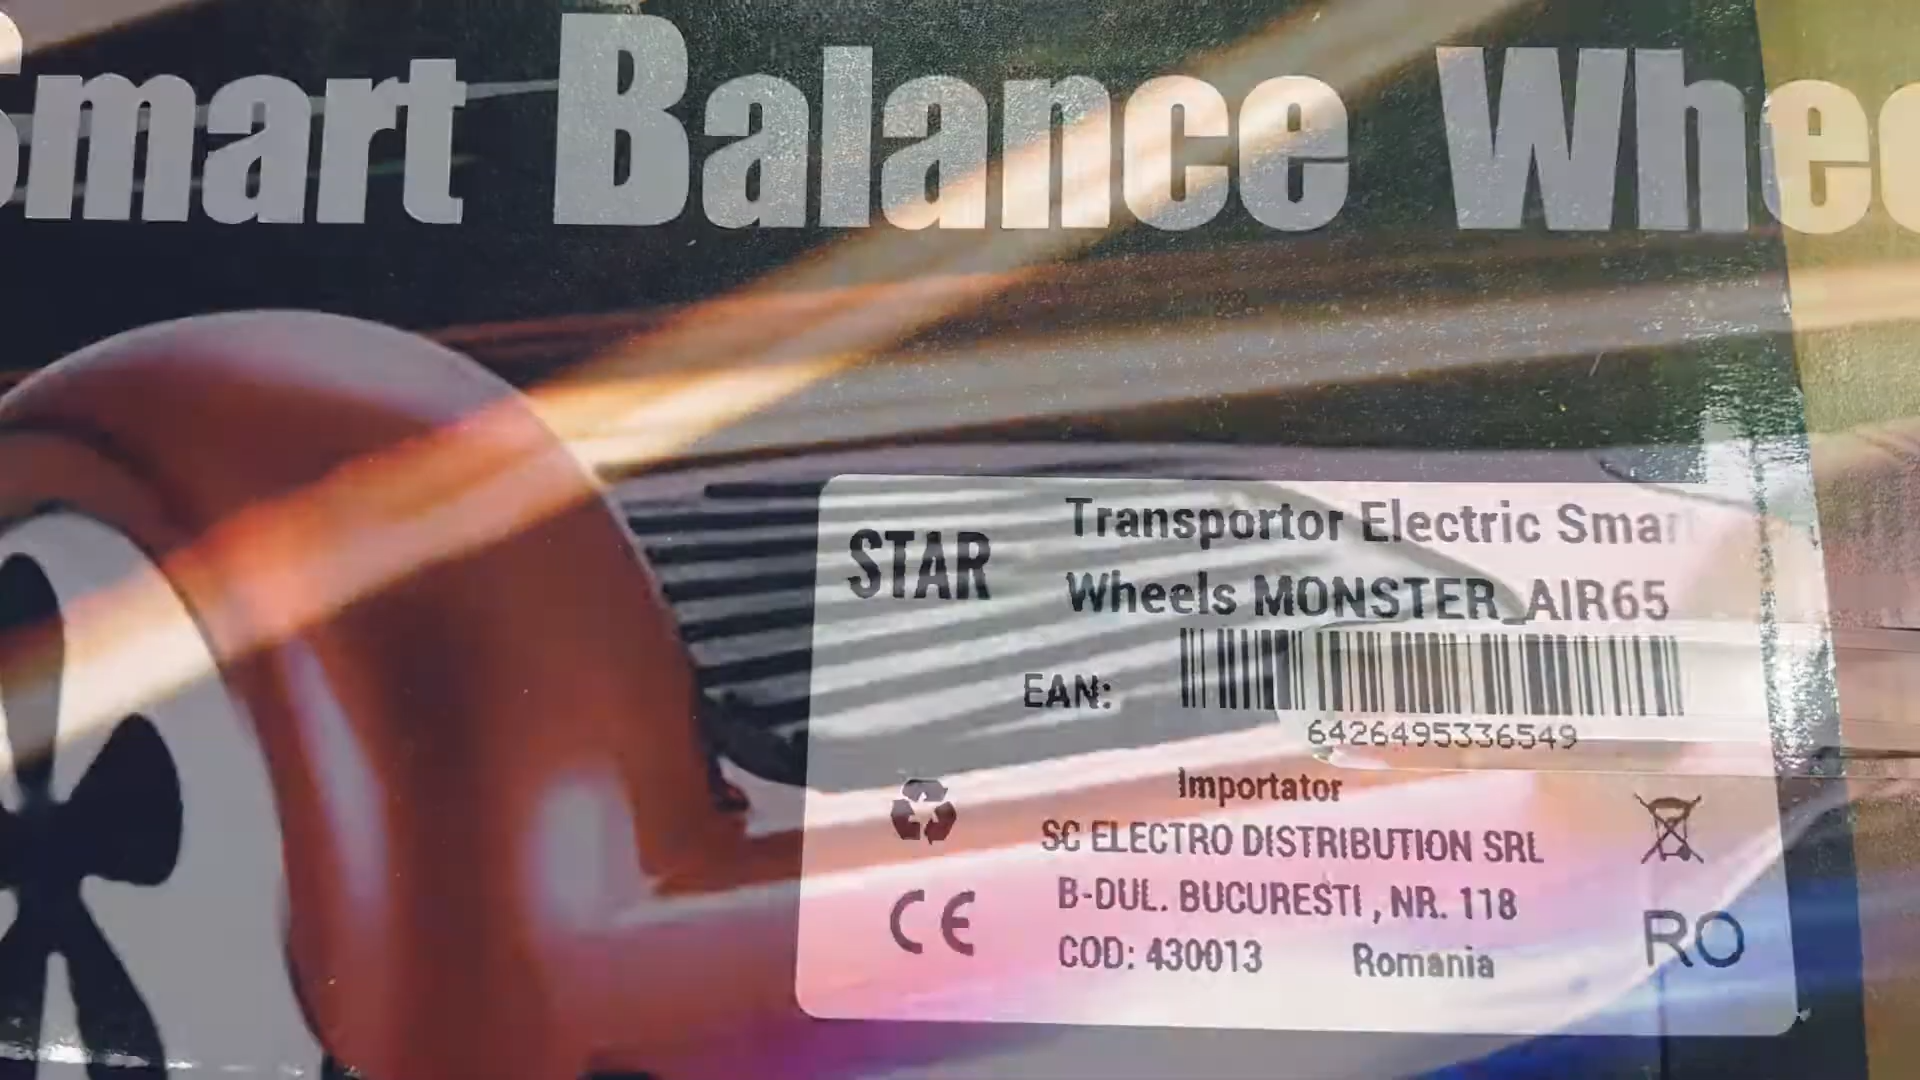 Smart Balance Whee
STAR
Transportor Electric Smart
Wheels MONSTER_AIR65
EAN:
6426495336549
Importator
SC ELECTRO DISTRIBUTION SRL
B-DUL. BUCURESTI , NR. 118
COD: 430013 Romania
CE
RO